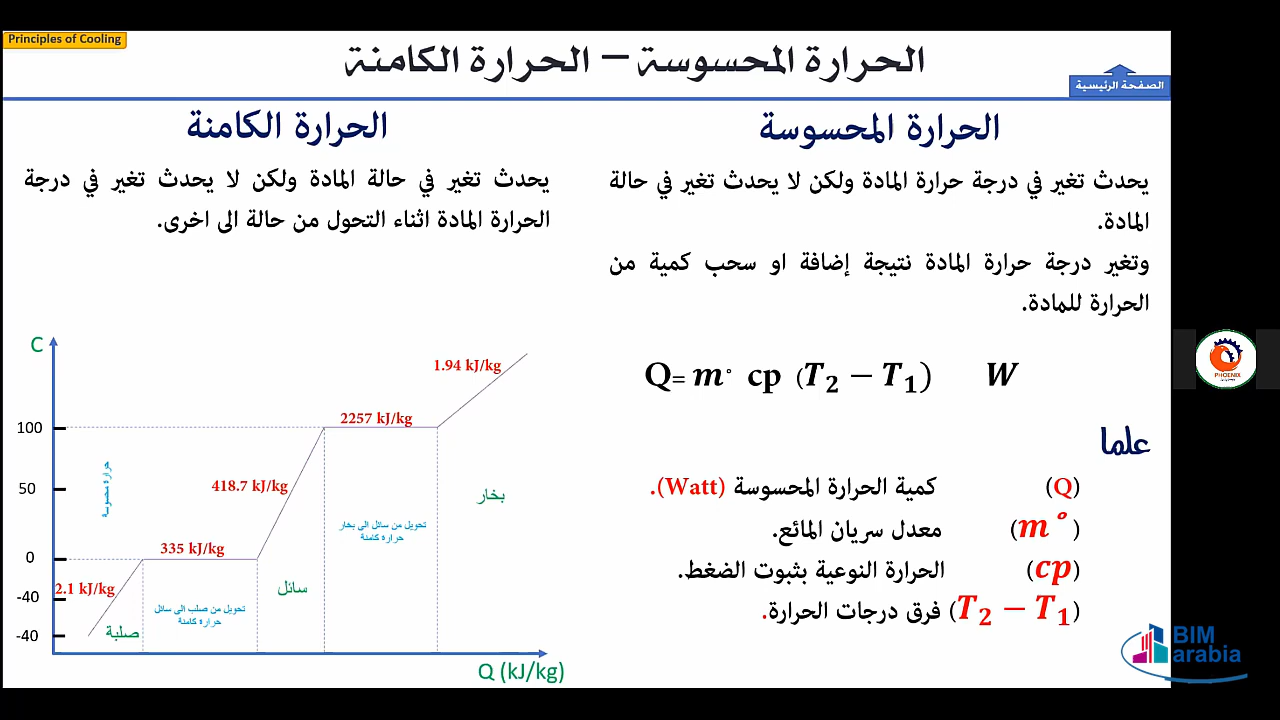 Principles of Cooling
الحرارة المحسوسة – الحرارة الكامنة
الصفحة الرئيسية
الحرارة المحسوسة
يحدث تغير في درجة حرارة المادة ولكن لا يحدث تغير في حالة
المادة.
وتغير درجة حرارة المادة نتيجة إضافة او سحب كمية من
الحرارة للمادة.
Q= m° cp (T₂ − T₁) W
علما
(Q) كمية الحرارة المحسوسة (Watt).
(m°) معدل سريان المائع.
(cp) الحرارة النوعية بثبوت الضغط.
(T₂ − T₁) فرق درجات الحرارة.
الحرارة الكامنة
يحدث تغير في حالة المادة ولكن لا يحدث تغير في درجة
الحرارة المادة اثناء التحول من حالة الى اخرى.
C
1.94 kJ/kg
2257 kJ/kg
100
حرارة محسوسة
418.7 kJ/kg
50
بخار
تحويل من سائل الى بخار
حرارة كامنة
335 kJ/kg
0
2.1 kJ/kg
سائل
-40
تحويل من صلب الى سائل
حرارة كامنة
-40
صلبة
Q (kJ/kg)
PHOENIX
BIM
arabia